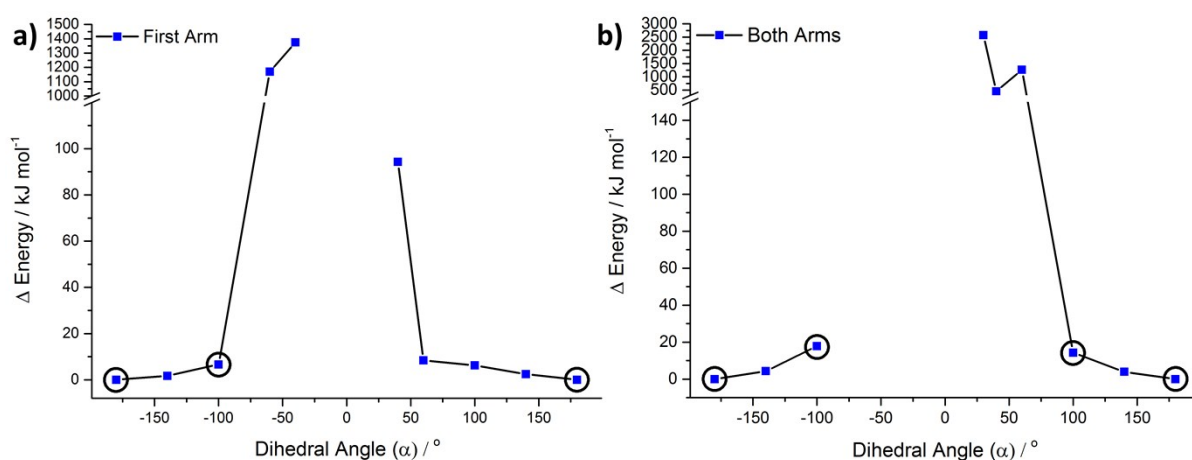 a)
First Arm
1500
1400
1300
1200
1100
1000
100
80
60
40
20
0
Δ Energy / kJ mol⁻¹
-150 -100 -50 0 50 100 150
Dihedral Angle (α) / º
b)
Both Arms
3000
2500
2000
1500
1000
500
140
120
100
80
60
40
20
0
Δ Energy / kJ mol⁻¹
-150 -100 -50 0 50 100 150
Dihedral Angle (α) / º